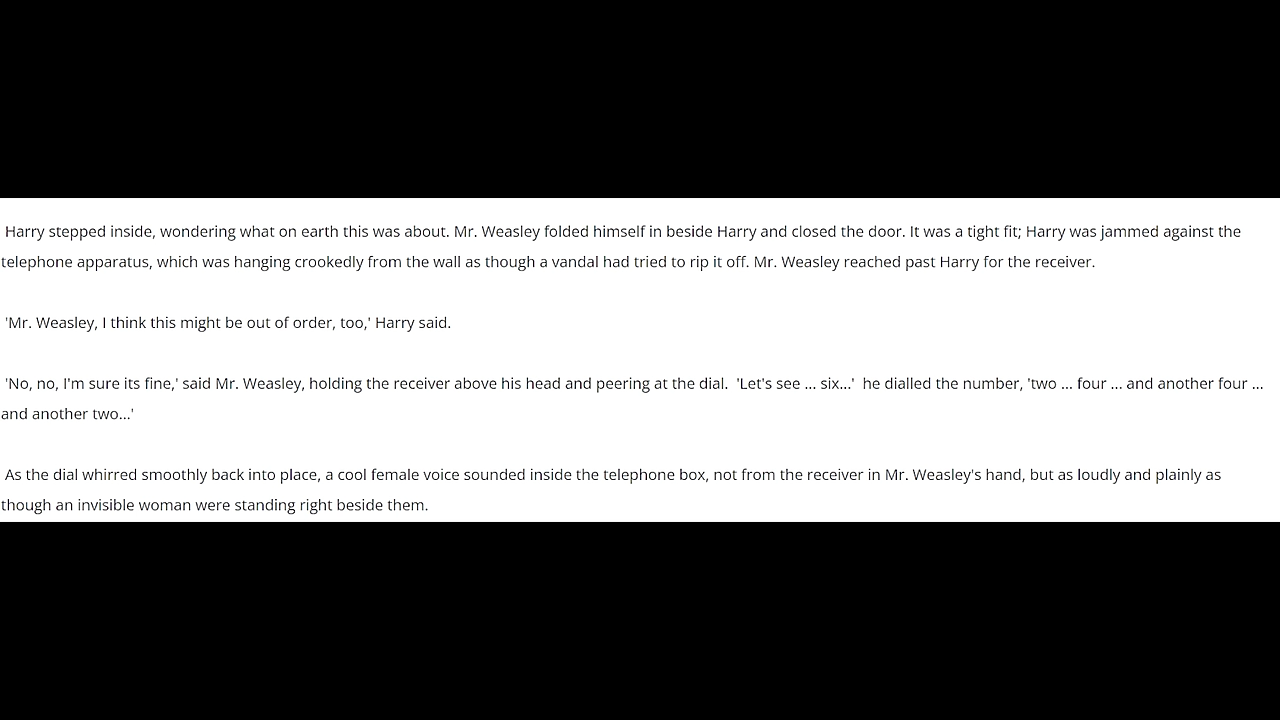 Harry stepped inside, wondering what on earth this was about. Mr. Weasley folded himself in beside Harry and closed the door. It was a tight fit; Harry was jammed against the
telephone apparatus, which was hanging crookedly from the wall as though a vandal had tried to rip it off. Mr. Weasley reached past Harry for the receiver.
'Mr. Weasley, I think this might be out of order, too,' Harry said.
'No, no, I'm sure its fine,' said Mr. Weasley, holding the receiver above his head and peering at the dial.  'Let's see ... six...'  he dialled the number, 'two ... four ... and another four ...
and another two...'
As the dial whirred smoothly back into place, a cool female voice sounded inside the telephone box, not from the receiver in Mr. Weasley's hand, but as loudly and plainly as
though an invisible woman were standing right beside them.